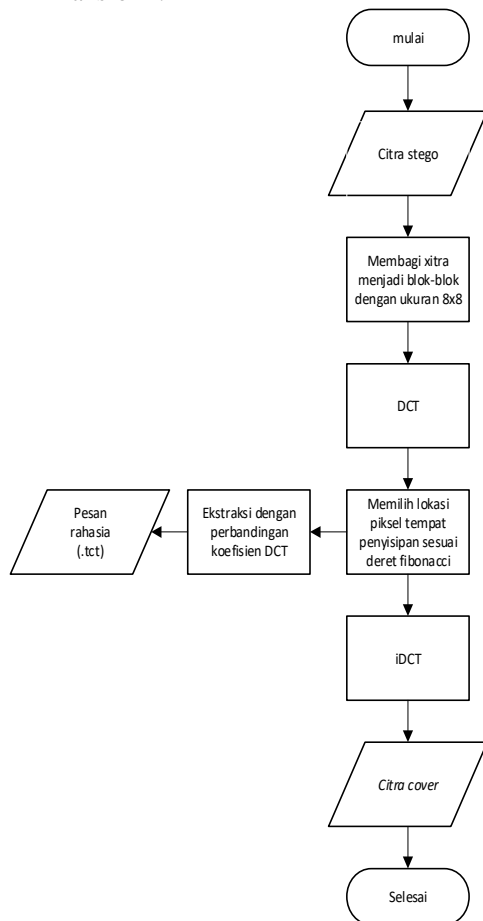 mulai
Citra stego
Membagi xitra
menjadi blok-blok
dengan ukuran 8x8
DCT
Memilih lokasi
piksel tempat
penyisipan sesuai
deret fibonacci
Ekstraksi dengan
perbandingan
koefisien DCT
Pesan
rahasia
(.tct)
iDCT
Citra cover
Selesai